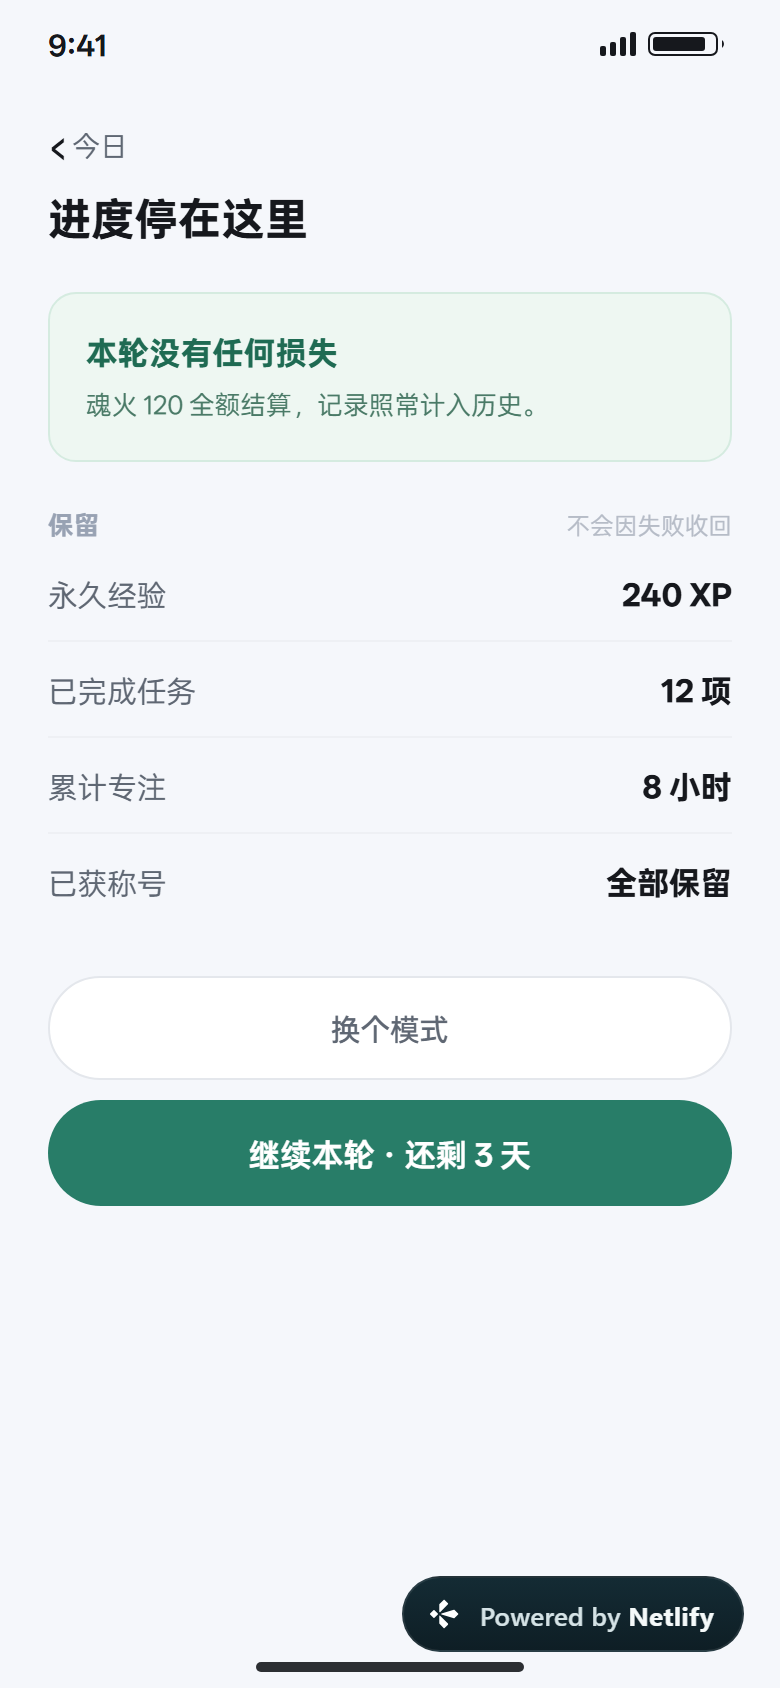 9:41
今日
进度停在这里
本轮没有任何损失
魂火 120 全额结算，记录照常计入历史。
保留 不会因失败收回
永久经验 240 XP
已完成任务 12 项
累计专注 8 小时
已获称号 全部保留
换个模式
继续本轮 · 还剩 3 天
Powered by Netlify